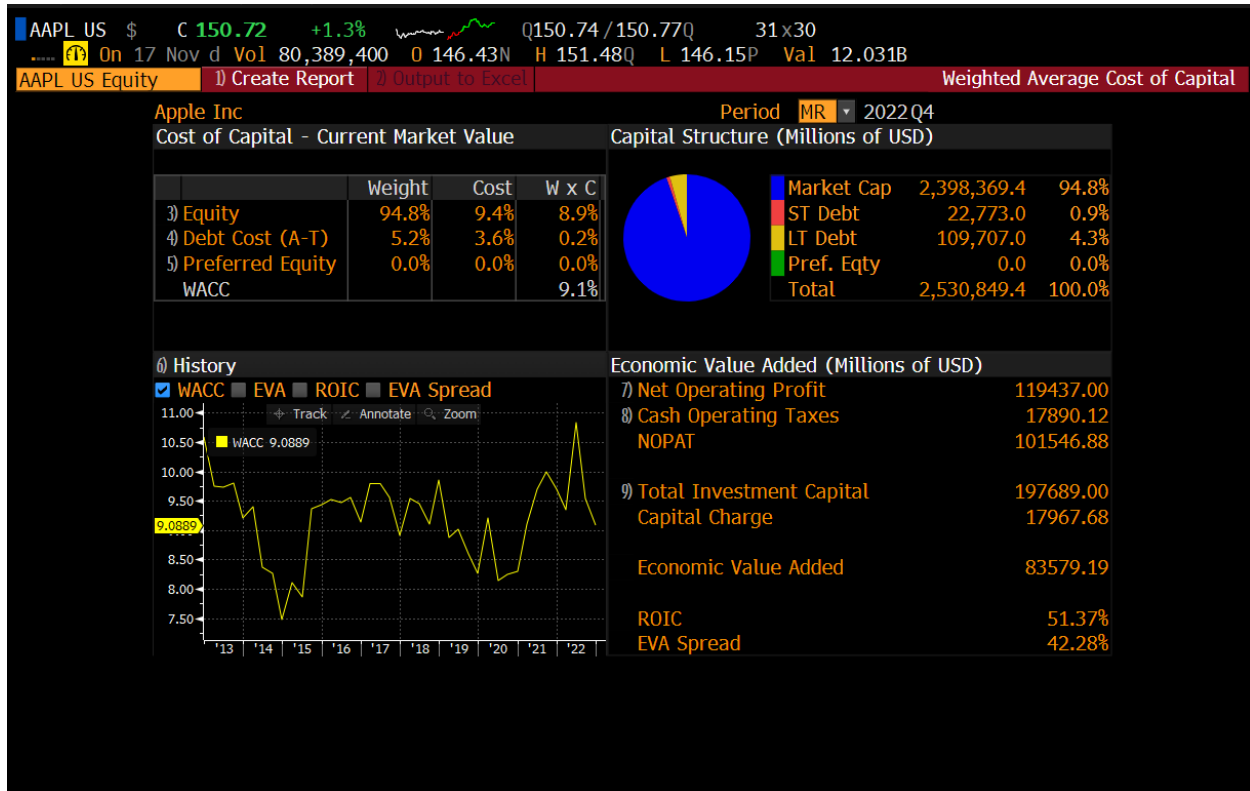 AAPL US $ C 150.72 +1.3% Q150.74/150.77Q 31x30
On 17 Nov d Vol 80,389,400 O 146.43N H 151.48Q L 146.15P Val 12.031B
AAPL US Equity 1) Create Report 2) Output to Excel Weighted Average Cost of Capital
Apple Inc Period MR 2022Q4
Cost of Capital - Current Market Value
Weight Cost W x C
3) Equity 94.8% 9.4% 8.9%
4) Debt Cost (A-T) 5.2% 3.6% 0.2%
5) Preferred Equity 0.0% 0.0% 0.0%
WACC 9.1%
Capital Structure (Millions of USD)
Market Cap 2,398,369.4 94.8%
ST Debt 22,773.0 0.9%
LT Debt 109,707.0 4.3%
Pref. Eqty 0.0 0.0%
Total 2,530,849.4 100.0%
6) History
WACC EVA ROIC EVA Spread
Track Annotate Zoom
WACC 9.0889
11.00
10.50
10.00
9.50
9.0889
8.50
8.00
7.50
'13 '14 '15 '16 '17 '18 '19 '20 '21 '22
Economic Value Added (Millions of USD)
7) Net Operating Profit 119437.00
8) Cash Operating Taxes 17890.12
NOPAT 101546.88
9) Total Investment Capital 197689.00
Capital Charge 17967.68
Economic Value Added 83579.19
ROIC 51.37%
EVA Spread 42.28%